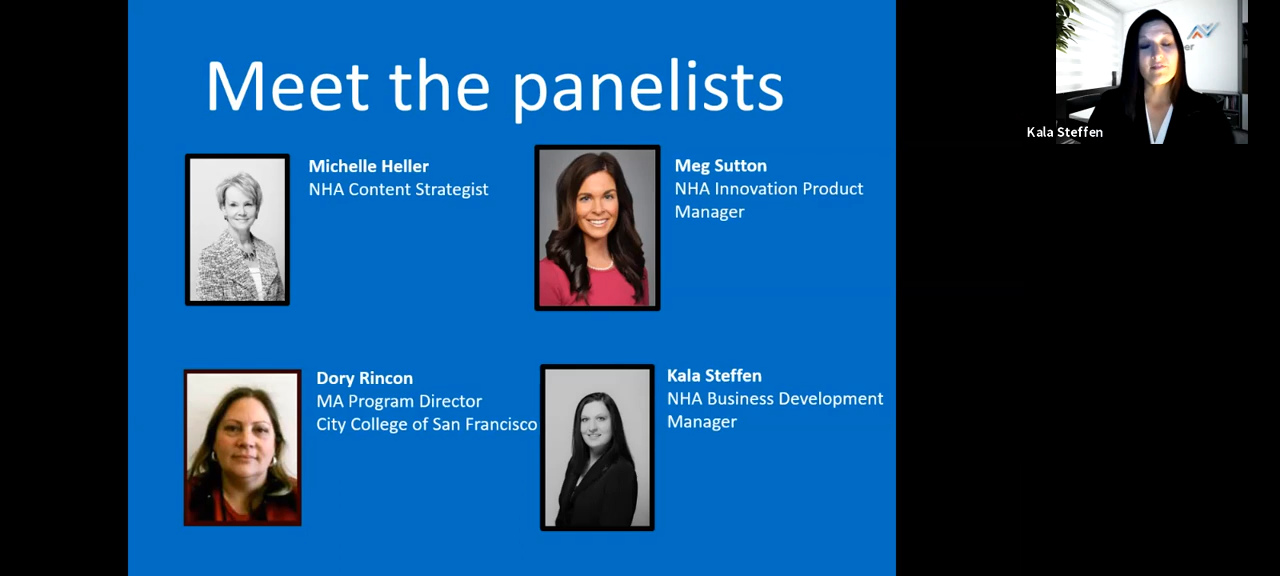 Meet the panelists
Michelle Heller
NHA Content Strategist
Meg Sutton
NHA Innovation Product
Manager
Dory Rincon
MA Program Director
City College of San Francisco
Kala Steffen
NHA Business Development
Manager
Kala Steffen